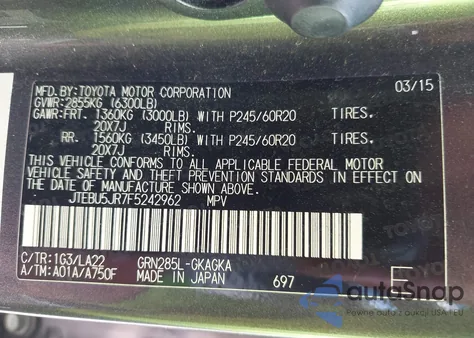 MFD.BY:TOYOTA MOTOR CORPORATION 03/15
GVWR:2855KG (6300LB)
GAWR:FRT. 1360KG (3000LB) WITH P245/60R20 TIRES.
20X7J RIMS.
RR. 1560KG (3450LB) WITH P245/60R20 TIRES.
20X7J RIMS.
THIS VEHICLE CONFORMS TO ALL APPLICABLE FEDERAL MOTOR
VEHICLE SAFETY AND THEFT PREVENTION STANDARDS IN EFFECT ON
THE DATE OF MANUFACTURE SHOWN ABOVE.
JTEBU5JR7F5242962 MPV
C/TR:1G3/LA22 GRN285L-GKAGKA
A/TM:A01A/A750F MADE IN JAPAN 697 E
autoSnap